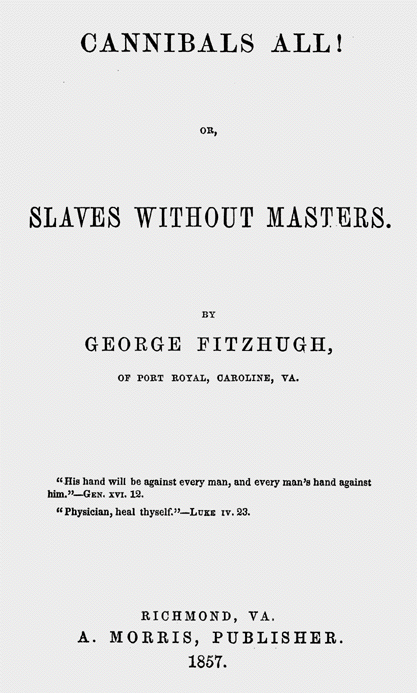 CANNIBALS ALL!
OR,
SLAVES WITHOUT MASTERS.
BY
GEORGE FITZHUGH,
OF PORT ROYAL, CAROLINE, VA.
“His hand will be against every man, and every man’s hand against
him.”—GEN. XVI. 12.
“Physician, heal thyself.”—LUKE IV. 23.
RICHMOND, VA.
A. MORRIS, PUBLISHER.
1857.